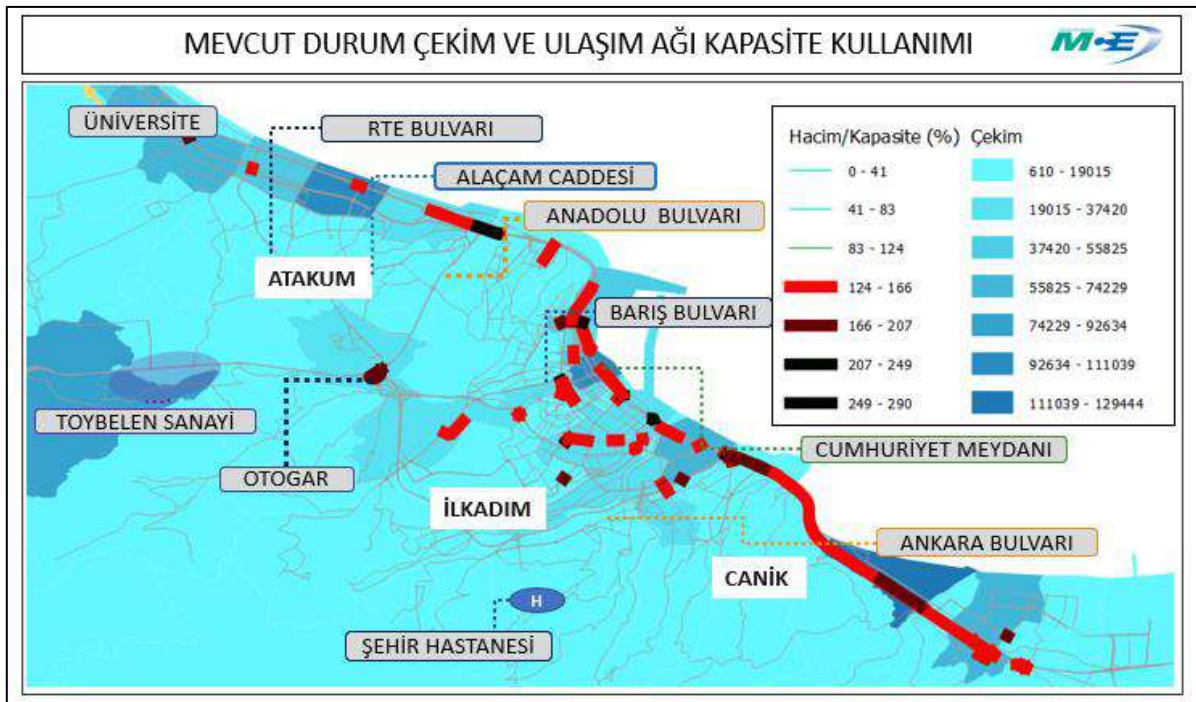 MEVCUT DURUM ÇEKİM VE ULAŞIM AĞI KAPASİTE KULLANIMI
M·E
ÜNİVERSİTE
RTE BULVARI
ALAÇAM CADDESİ
ANADOLU BULVARI
ATAKUM
BARIŞ BULVARI
TOYBELEN SANAYİ
OTOGAR
CUMHURİYET MEYDANI
İLKADIM
ANKARA BULVARI
CANİK
H
ŞEHİR HASTANESİ
Hacim/Kapasite (%) Çekim
0 - 41 610 - 19015
41 - 83 19015 - 37420
83 - 124 37420 - 55825
124 - 166 55825 - 74229
166 - 207 74229 - 92634
207 - 249 92634 - 111039
249 - 290 111039 - 129444